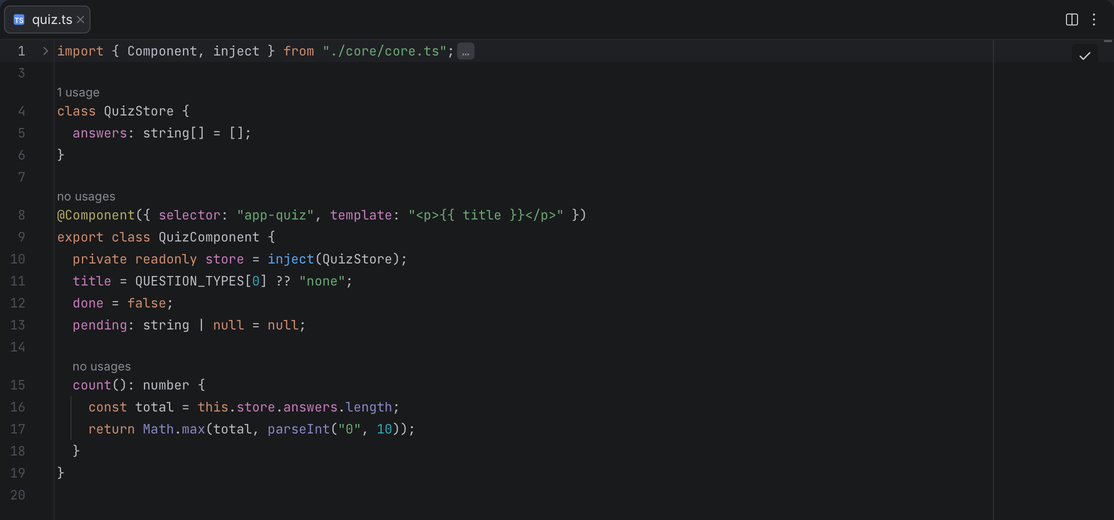 TS quiz.ts
1 import { Component, inject } from "./core/core.ts";…
3
1 usage
4 class QuizStore {
5   answers: string[] = [];
6 }
7
no usages
8 @Component({ selector: "app-quiz", template: "<p>{{ title }}</p>" })
9 export class QuizComponent {
10   private readonly store = inject(QuizStore);
11   title = QUESTION_TYPES[0] ?? "none";
12   done = false;
13   pending: string | null = null;
14
no usages
15   count(): number {
16     const total = this.store.answers.length;
17     return Math.max(total, parseInt("0", 10));
18   }
19 }
20